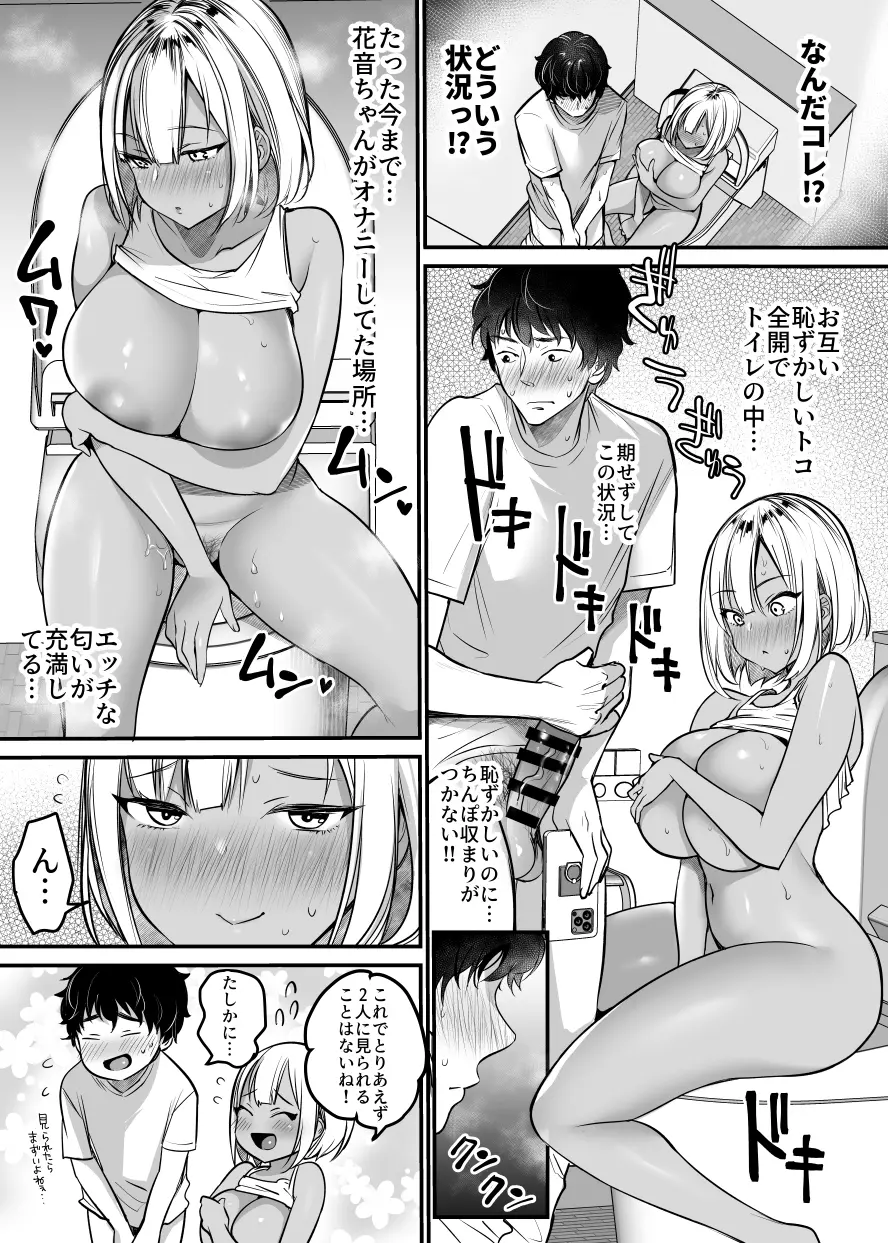 なんだコレ!?
どういう
状況っ!?
お互い
恥ずかしいトコ
全開で
トイレの中…
きゅうぅ
きゅうぅ
期せずして
この状況…
ドキ
ドキ
恥ずかしいのに…
ちんぽ収まりが
つかない!!
ドキ
クンクン
たった今まで…
花音ちゃんがオナニーしてた場所…
ムワ♥
ムン♥
ムン♥
エッチな
匂いが
充満し
てる…
ん…
これでとりあえず
2人に見られる
ことはないね!
たしかに…
見られたら
まずいよねぇ…